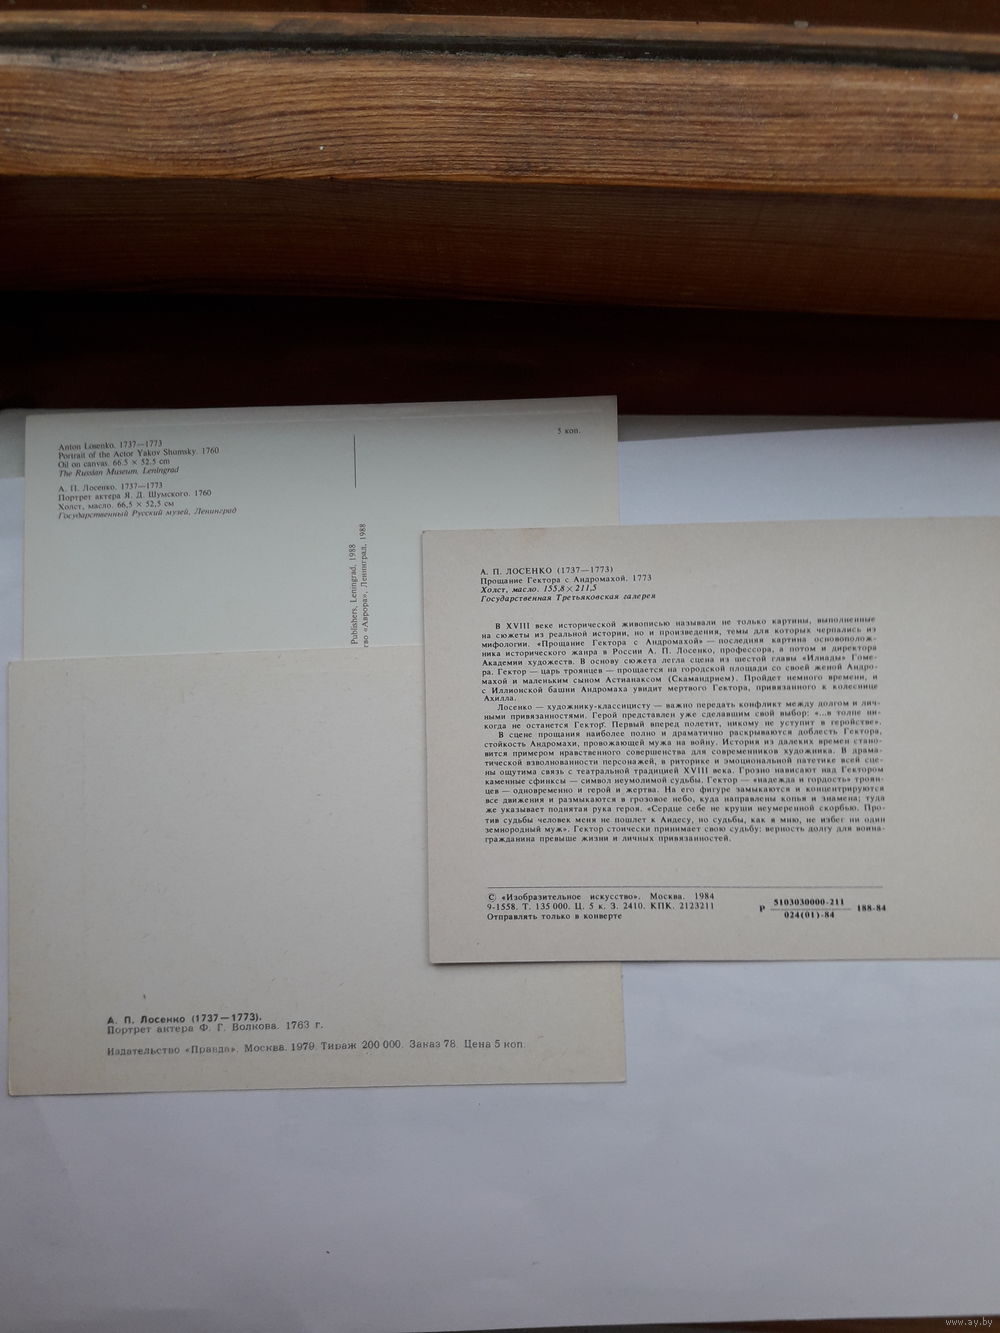 Anton Losenko. 1737—1773
Portrait of the Actor Yakov Shumsky. 1760
Oil on canvas. 66.5 × 52.5 cm
The Russian Museum. Leningrad
А. П. Лосенко. 1737—1773
Портрет актера Я. Д. Шумского. 1760
Холст, масло. 66,5 × 52,5 см
Государственный Русский музей, Ленинград
5 коп.
Publishers, Leningrad, 1988
тво «Аврора», Ленинград, 1988
А. П. ЛОСЕНКО (1737—1773)
Прощание Гектора с Андромахой. 1773
Холст, масло. 155,8×211,5
Государственная Третьяковская галерея
В XVIII веке исторической живописью называли не только картины, выполненные
на сюжеты из реальной истории, но и произведения, темы для которых черпались из
мифологии. «Прощание Гектора с Андромахой» — последняя картина основополож-
ника исторического жанра в России А. П. Лосенко, профессора, а потом и директора
Академии художеств. В основу сюжета легла сцена из шестой главы «Илиады» Гоме-
ра. Гектор — царь троянцев — прощается на городской площади со своей женой Андро-
махой и маленьким сыном Астианаксом (Скамандрием). Пройдет немного времени, и
с Иллионской башни Андромаха увидит мертвого Гектора, привязанного к колеснице
Ахилла.
Лосенко — художнику-классицисту — важно передать конфликт между долгом и лич-
ными привязанностями. Герой представлен уже сделавшим свой выбор: «...в толпе ни-
когда не останется Гектор: Первый вперед полетит, никому не уступит в геройстве».
В сцене прощания наиболее полно и драматично раскрываются доблесть Гектора,
стойкость Андромахи, провожающей мужа на войну. История из далеких времен стано-
вится примером нравственного совершенства для современников художника. В драма-
тической взволнованности персонажей, в риторике и эмоциональной патетике всей сце-
ны ощутима связь с театральной традицией XVIII века. Грозно нависают над Гектором
каменные сфинксы — символ неумолимой судьбы. Гектор — «надежда и гордость» троян-
цев — одновременно и герой и жертва. На его фигуре замыкаются и концентрируются
все движения и размыкаются в грозовое небо, куда направлены копья и знамена; туда
же указывает поднятая рука героя. «Сердце себе не круши неумеренной скорбью. Про-
тив судьбы человек меня не пошлет к Аидесу, но судьбы, как я мню, не избег ни один
земнородный муж». Гектор стоически принимает свою судьбу: верность долгу для воина-
гражданина превыше жизни и личных привязанностей.
© «Изобразительное искусство». Москва. 1984
9-1558. Т. 135 000. Ц. 5 к. З. 2410. КПК. 2123211
Отправлять только в конверте
Р 5103030000-211 188-84
024(01)-84
А. П. Лосенко (1737—1773).
Портрет актера Ф. Г. Волкова. 1763 г.
Издательство «Правда». Москва. 1979. Тираж 200 000. Заказ 78. Цена 5 коп.
www.ay.by